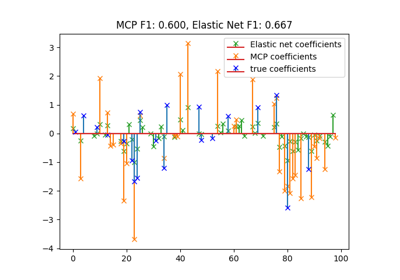 MCP F1: 0.600, Elastic Net F1: 0.667
Elastic net coefficients
MCP coefficients
true coefficients
3
2
1
0
−1
−2
−3
−4
0 20 40 60 80 100